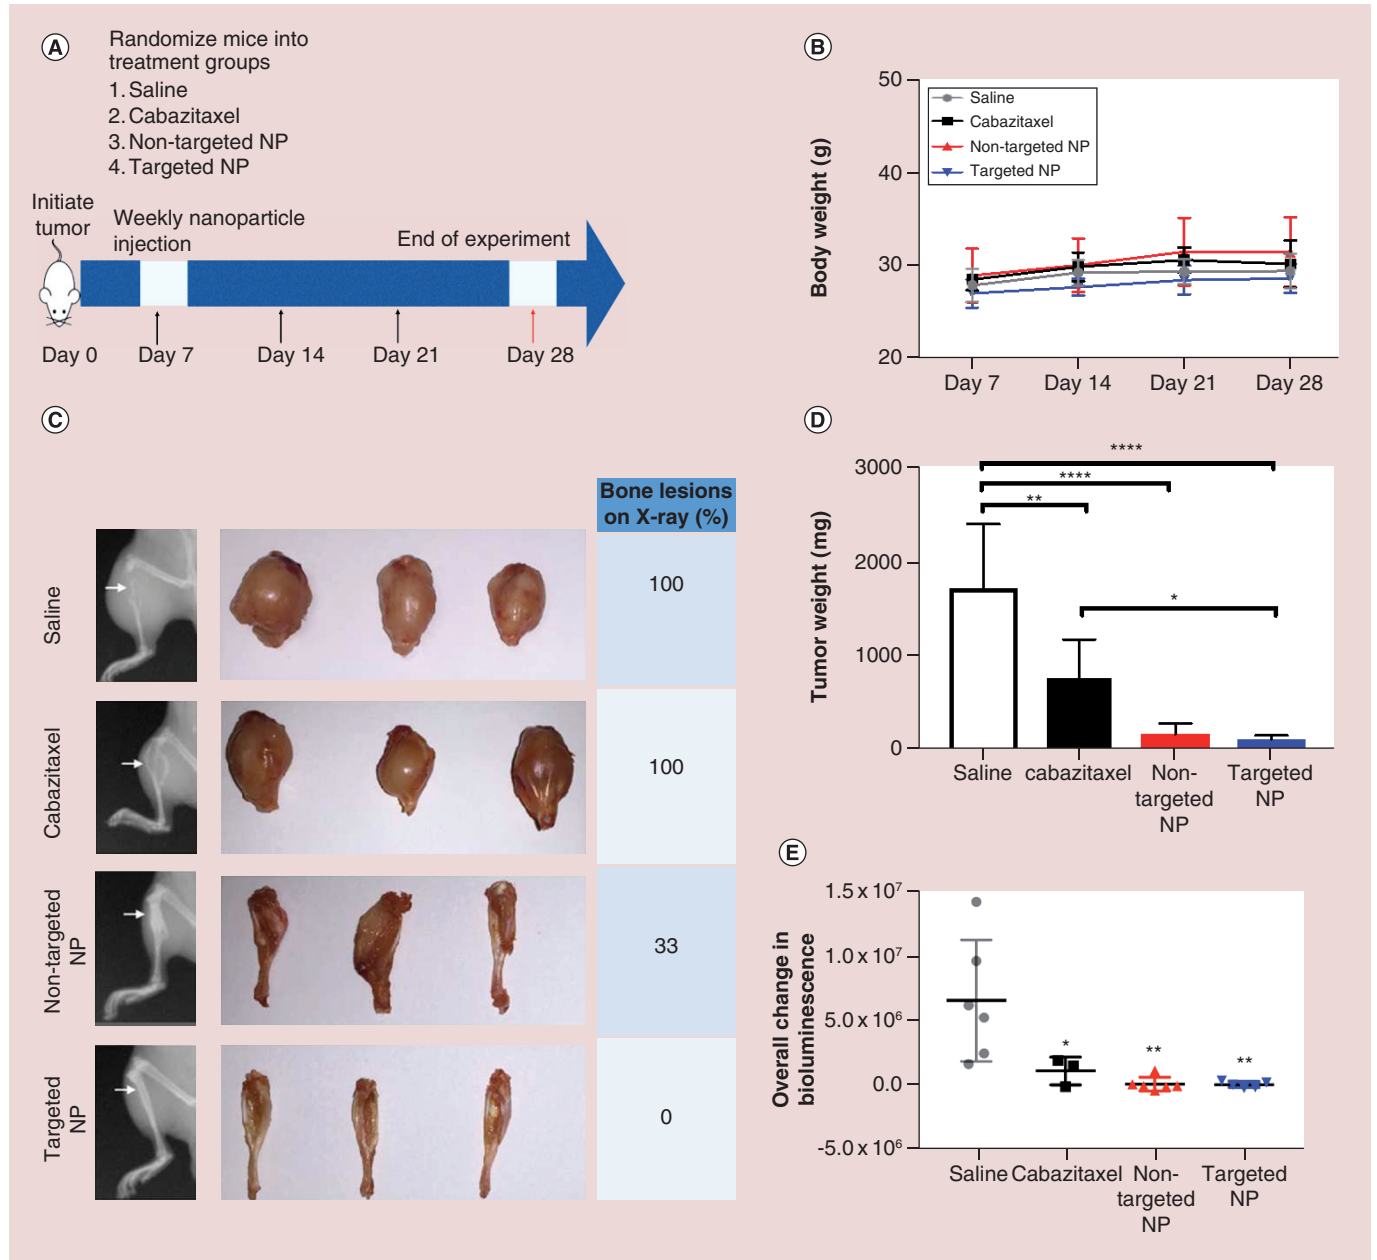 A
Randomize mice into
treatment groups
1. Saline
2. Cabazitaxel
3. Non-targeted NP
4. Targeted NP
Initiate
tumor
Weekly nanoparticle
injection
End of experiment
Day 0
Day 7
Day 14
Day 21
Day 28
B
Body weight (g)
50
40
30
20
Saline
Cabazitaxel
Non-targeted NP
Targeted NP
Day 7
Day 14
Day 21
Day 28
C
Bone lesions
on X-ray (%)
Saline
100
Cabazitaxel
100
Non-targeted
NP
33
Targeted
NP
0
D
Tumor weight (mg)
3000
2000
1000
0
****
****
**
*
Saline
cabazitaxel
Non-
targeted
NP
Targeted
NP
E
Overall change in
bioluminescence
1.5 x 10⁷
1.0 x 10⁷
5.0 x 10⁶
0.0
-5.0 x 10⁶
*
**
**
Saline
Cabazitaxel
Non-
targeted
NP
Targeted
NP